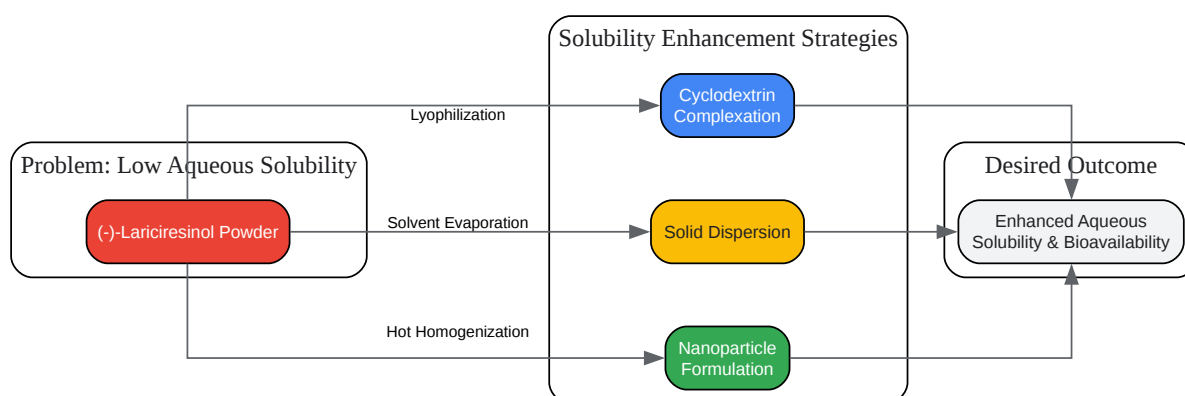 Solubility Enhancement Strategies
Cyclodextrin
Complexation
Lyophilization
Problem: Low Aqueous Solubility
Desired Outcome
(-)-Lariciresinol Powder
Solvent Evaporation
Solid Dispersion
Enhanced Aqueous
Solubility & Bioavailability
Hot Homogenization
Nanoparticle
Formulation